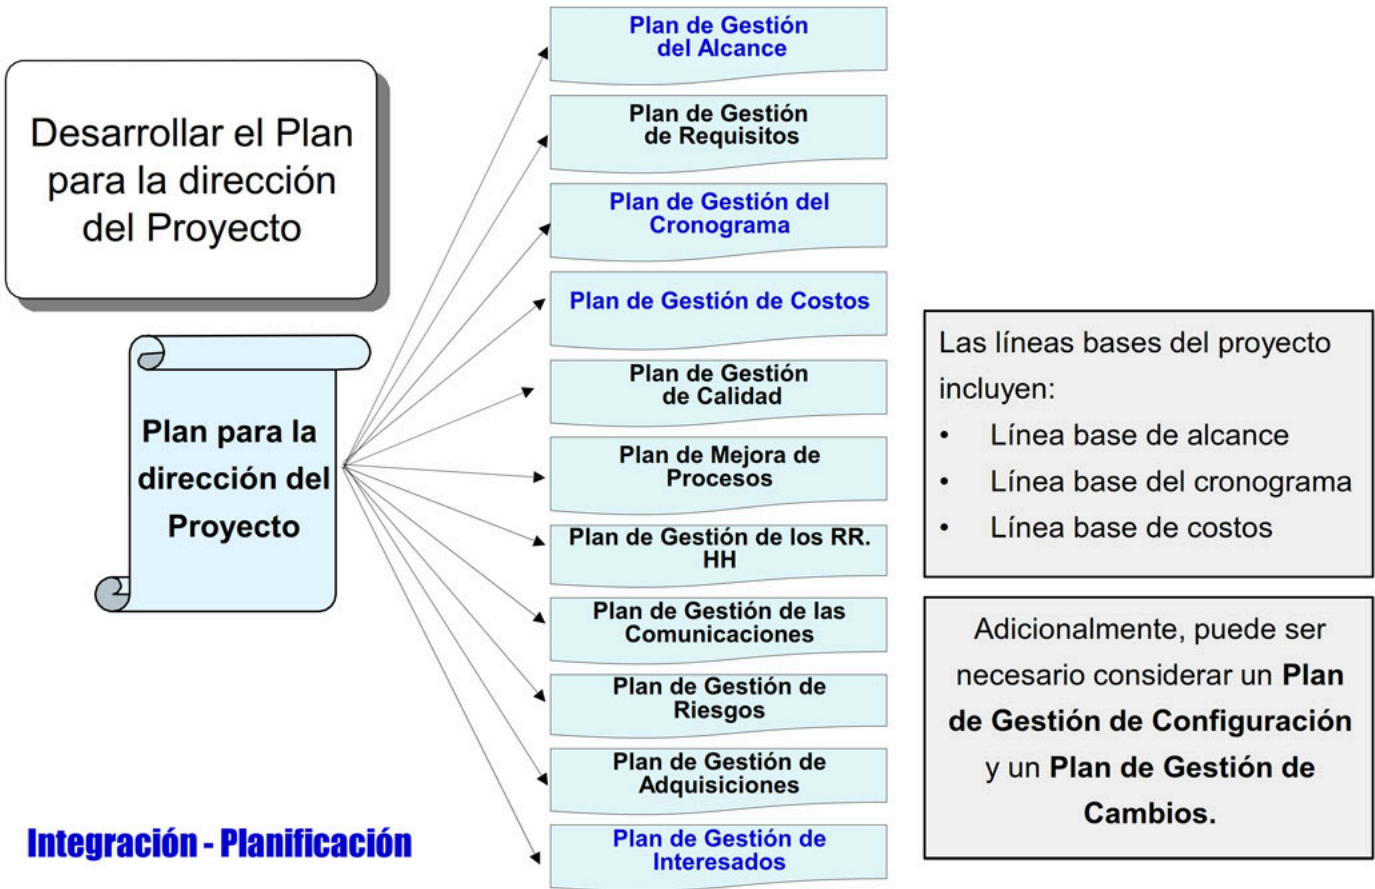 Desarrollar el Plan
para la dirección
del Proyecto
Plan para la
dirección del
Proyecto
Integración - Planificación
Plan de Gestión
del Alcance
Plan de Gestión
de Requisitos
Plan de Gestión del
Cronograma
Plan de Gestión de Costos
Plan de Gestión
de Calidad
Plan de Mejora de
Procesos
Plan de Gestión de los RR.
HH
Plan de Gestión de las
Comunicaciones
Plan de Gestión de
Riesgos
Plan de Gestión de
Adquisiciones
Plan de Gestión de
Interesados
Las líneas bases del proyecto
incluyen:
• Línea base de alcance
• Línea base del cronograma
• Línea base de costos
Adicionalmente, puede ser
necesario considerar un Plan
de Gestión de Configuración
y un Plan de Gestión de
Cambios.